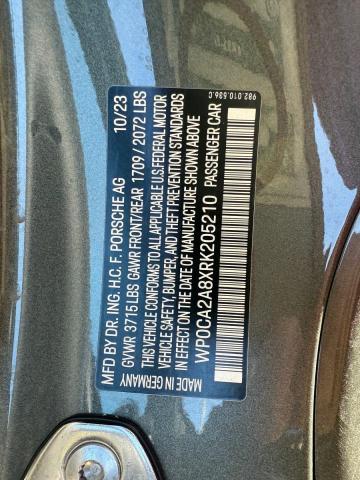 982.010.536.C
MFD BY DR. ING. H.C. F. PORSCHE AG 10/23
GVWR 3715 LBS GAWR FRONT/REAR 1709 / 2072 LBS
THIS VEHICLE CONFORMS TO ALL APPLICABLE U.S. FEDERAL MOTOR
VEHICLE SAFETY, BUMPER, AND THEFT PREVENTION STANDARDS
IN EFFECT ON THE DATE OF MANUFACTURE SHOWN ABOVE
WP0CA2A8XRK205210 PASSENGER CAR
MADE IN GERMANY